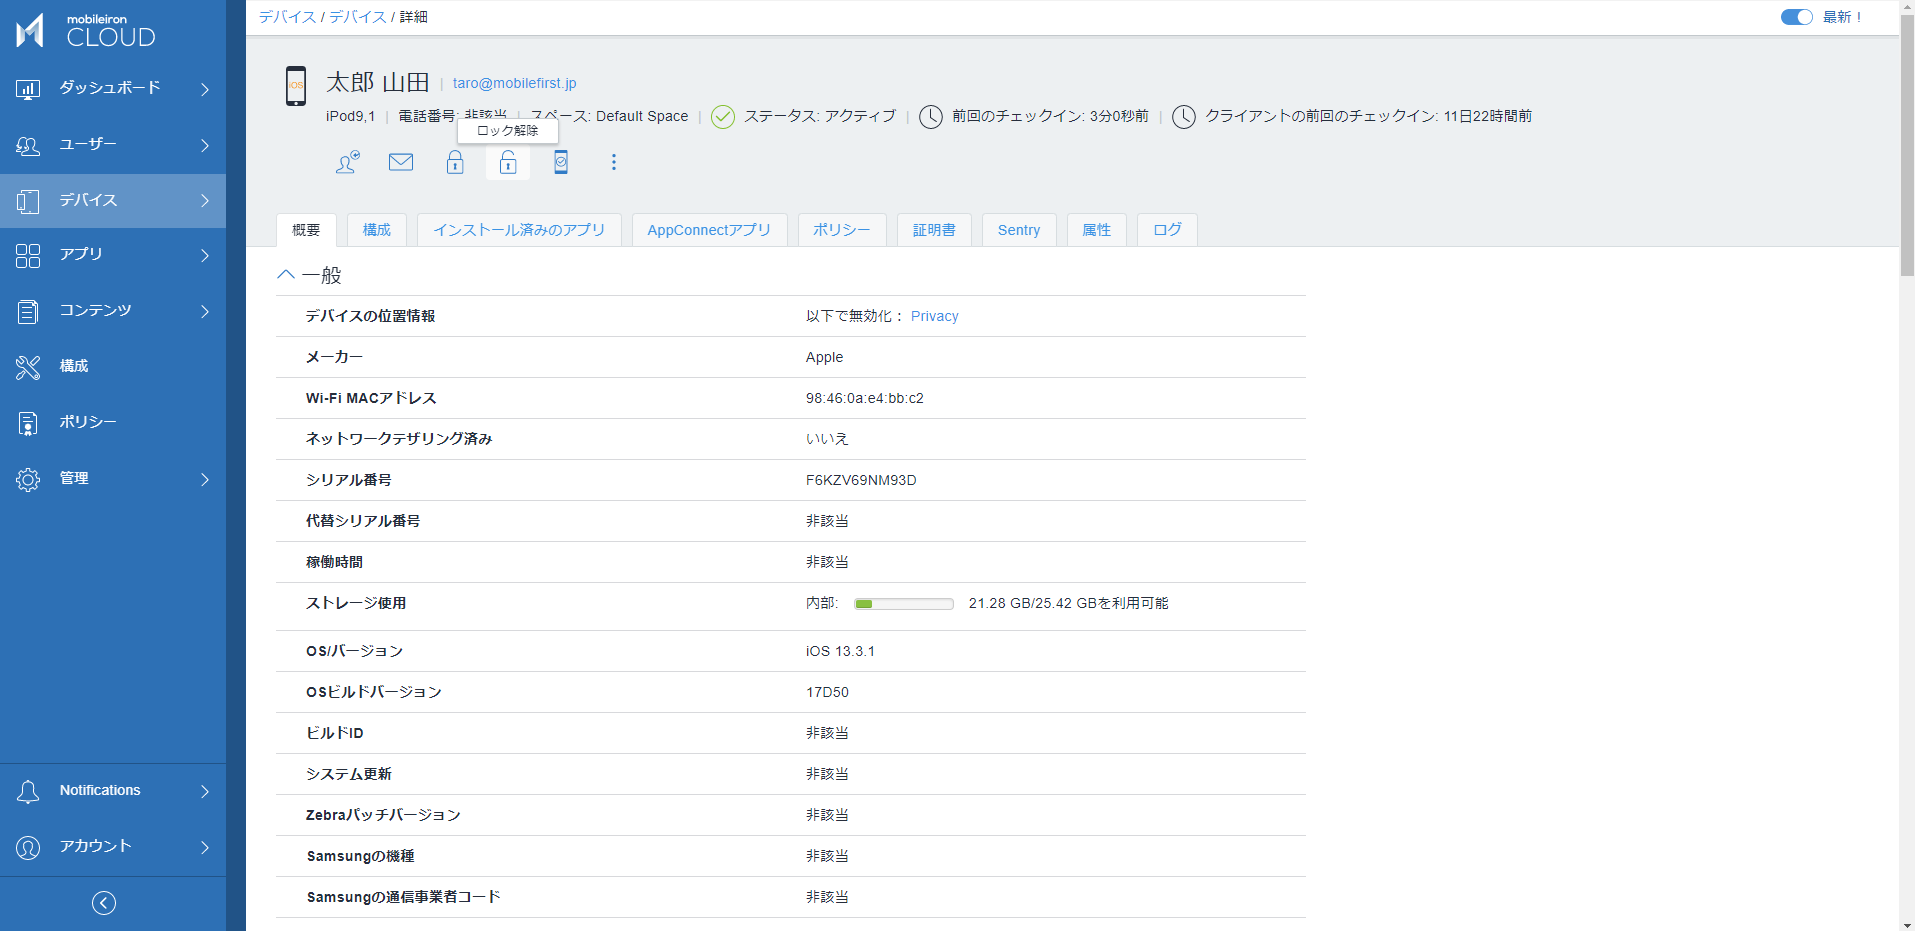 mobileiron
CLOUD
ダッシュボード
ユーザー
デバイス
アプリ
コンテンツ
構成
ポリシー
管理
Notifications
アカウント
デバイス / デバイス / 詳細
最新！
iOS
太郎 山田 | taro@mobilefirst.jp
iPod9,1 | 電話番号: 非該当 | スペース: Default Space | ステータス: アクティブ | 前回のチェックイン: 3分0秒前 | クライアントの前回のチェックイン: 11日22時間前
ロック解除
概要 構成 インストール済みのアプリ AppConnectアプリ ポリシー 証明書 Sentry 属性 ログ
一般
デバイスの位置情報 以下で無効化： Privacy
メーカー Apple
Wi-Fi MACアドレス 98:46:0a:e4:bb:c2
ネットワークテザリング済み いいえ
シリアル番号 F6KZV69NM93D
代替シリアル番号 非該当
稼働時間 非該当
ストレージ使用 内部: 21.28 GB/25.42 GBを利用可能
OS/バージョン iOS 13.3.1
OSビルドバージョン 17D50
ビルドID 非該当
システム更新 非該当
Zebraパッチバージョン 非該当
Samsungの機種 非該当
Samsungの通信事業者コード 非該当